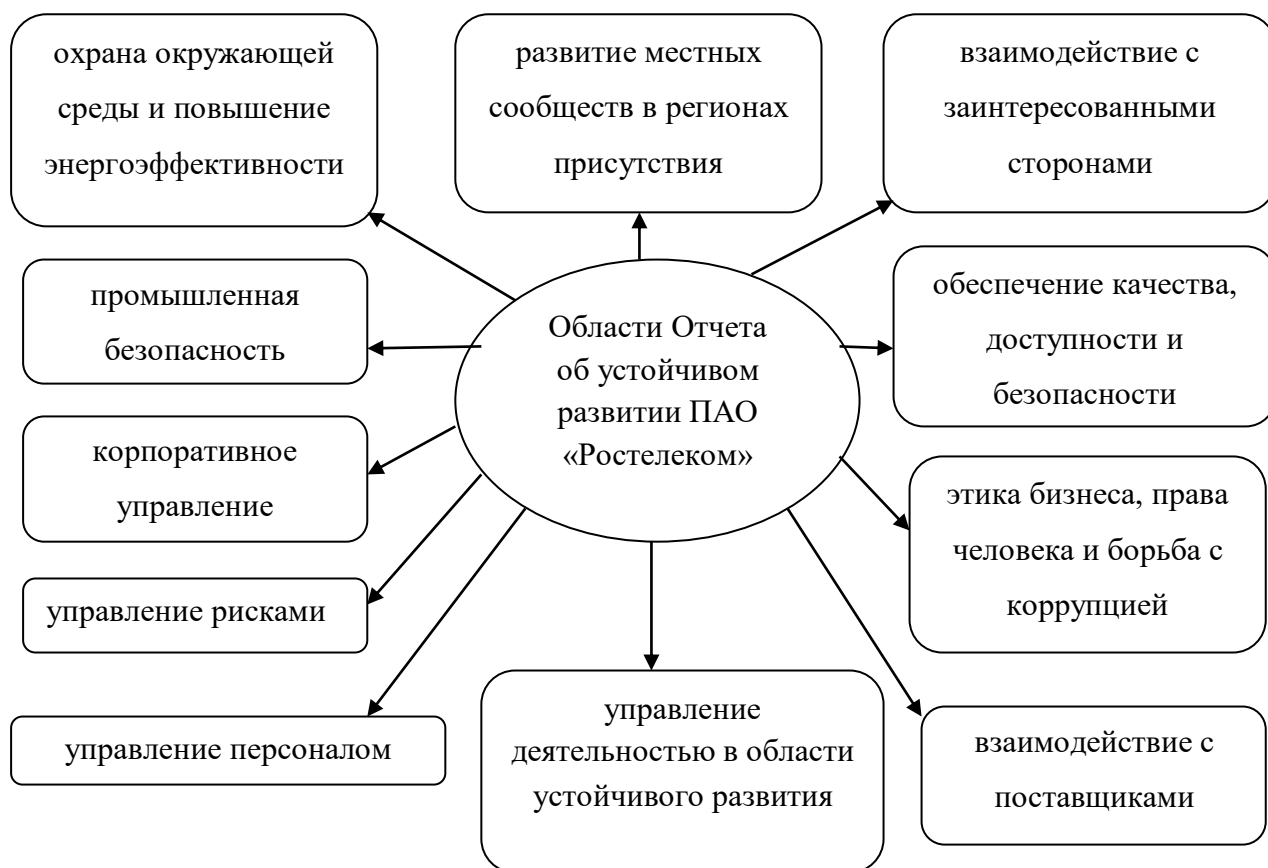 охрана окружающей
среды и повышение
энергоэффективности
развитие местных
сообществ в регионах
присутствия
взаимодействие с
заинтересованными
сторонами
промышленная
безопасность
Области Отчета
об устойчивом
развитии ПАО
«Ростелеком»
обеспечение качества,
доступности и
безопасности
корпоративное
управление
этика бизнеса, права
человека и борьба с
коррупцией
управление рисками
управление персоналом
управление
деятельностью в области
устойчивого развития
взаимодействие с
поставщиками